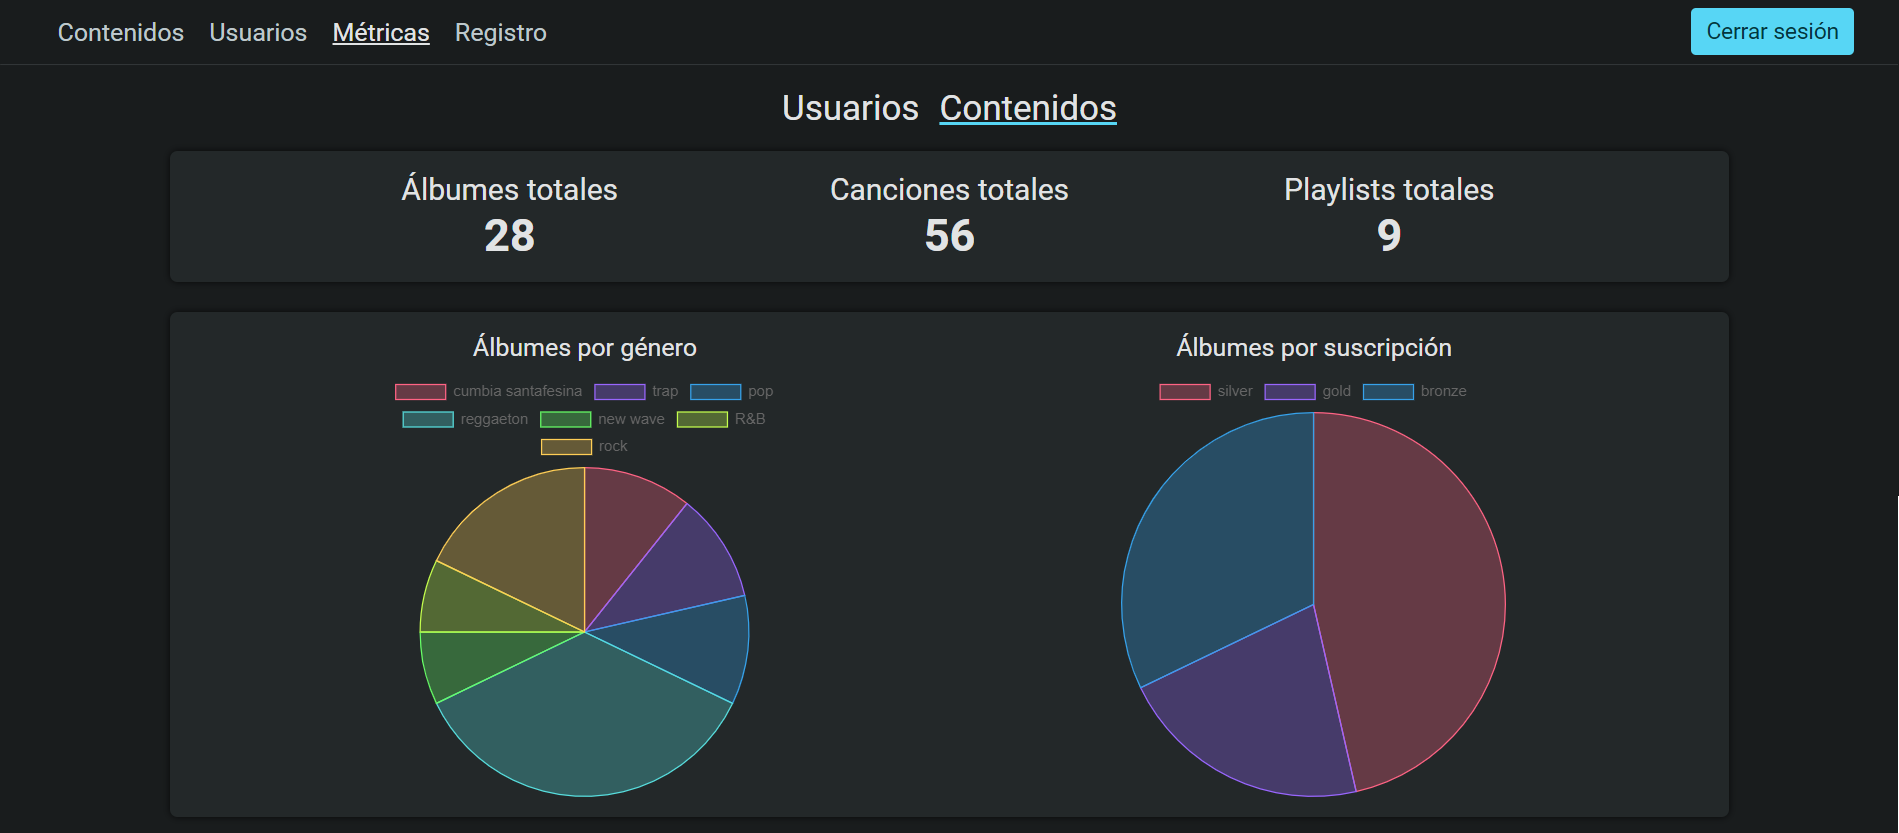 Contenidos Usuarios Métricas Registro Cerrar sesión
Usuarios Contenidos
Álbumes totales Canciones totales Playlists totales
28 56 9
Álbumes por género
cumbia santafesina trap pop
reggaeton new wave R&B
rock
Álbumes por suscripción
silver gold bronze